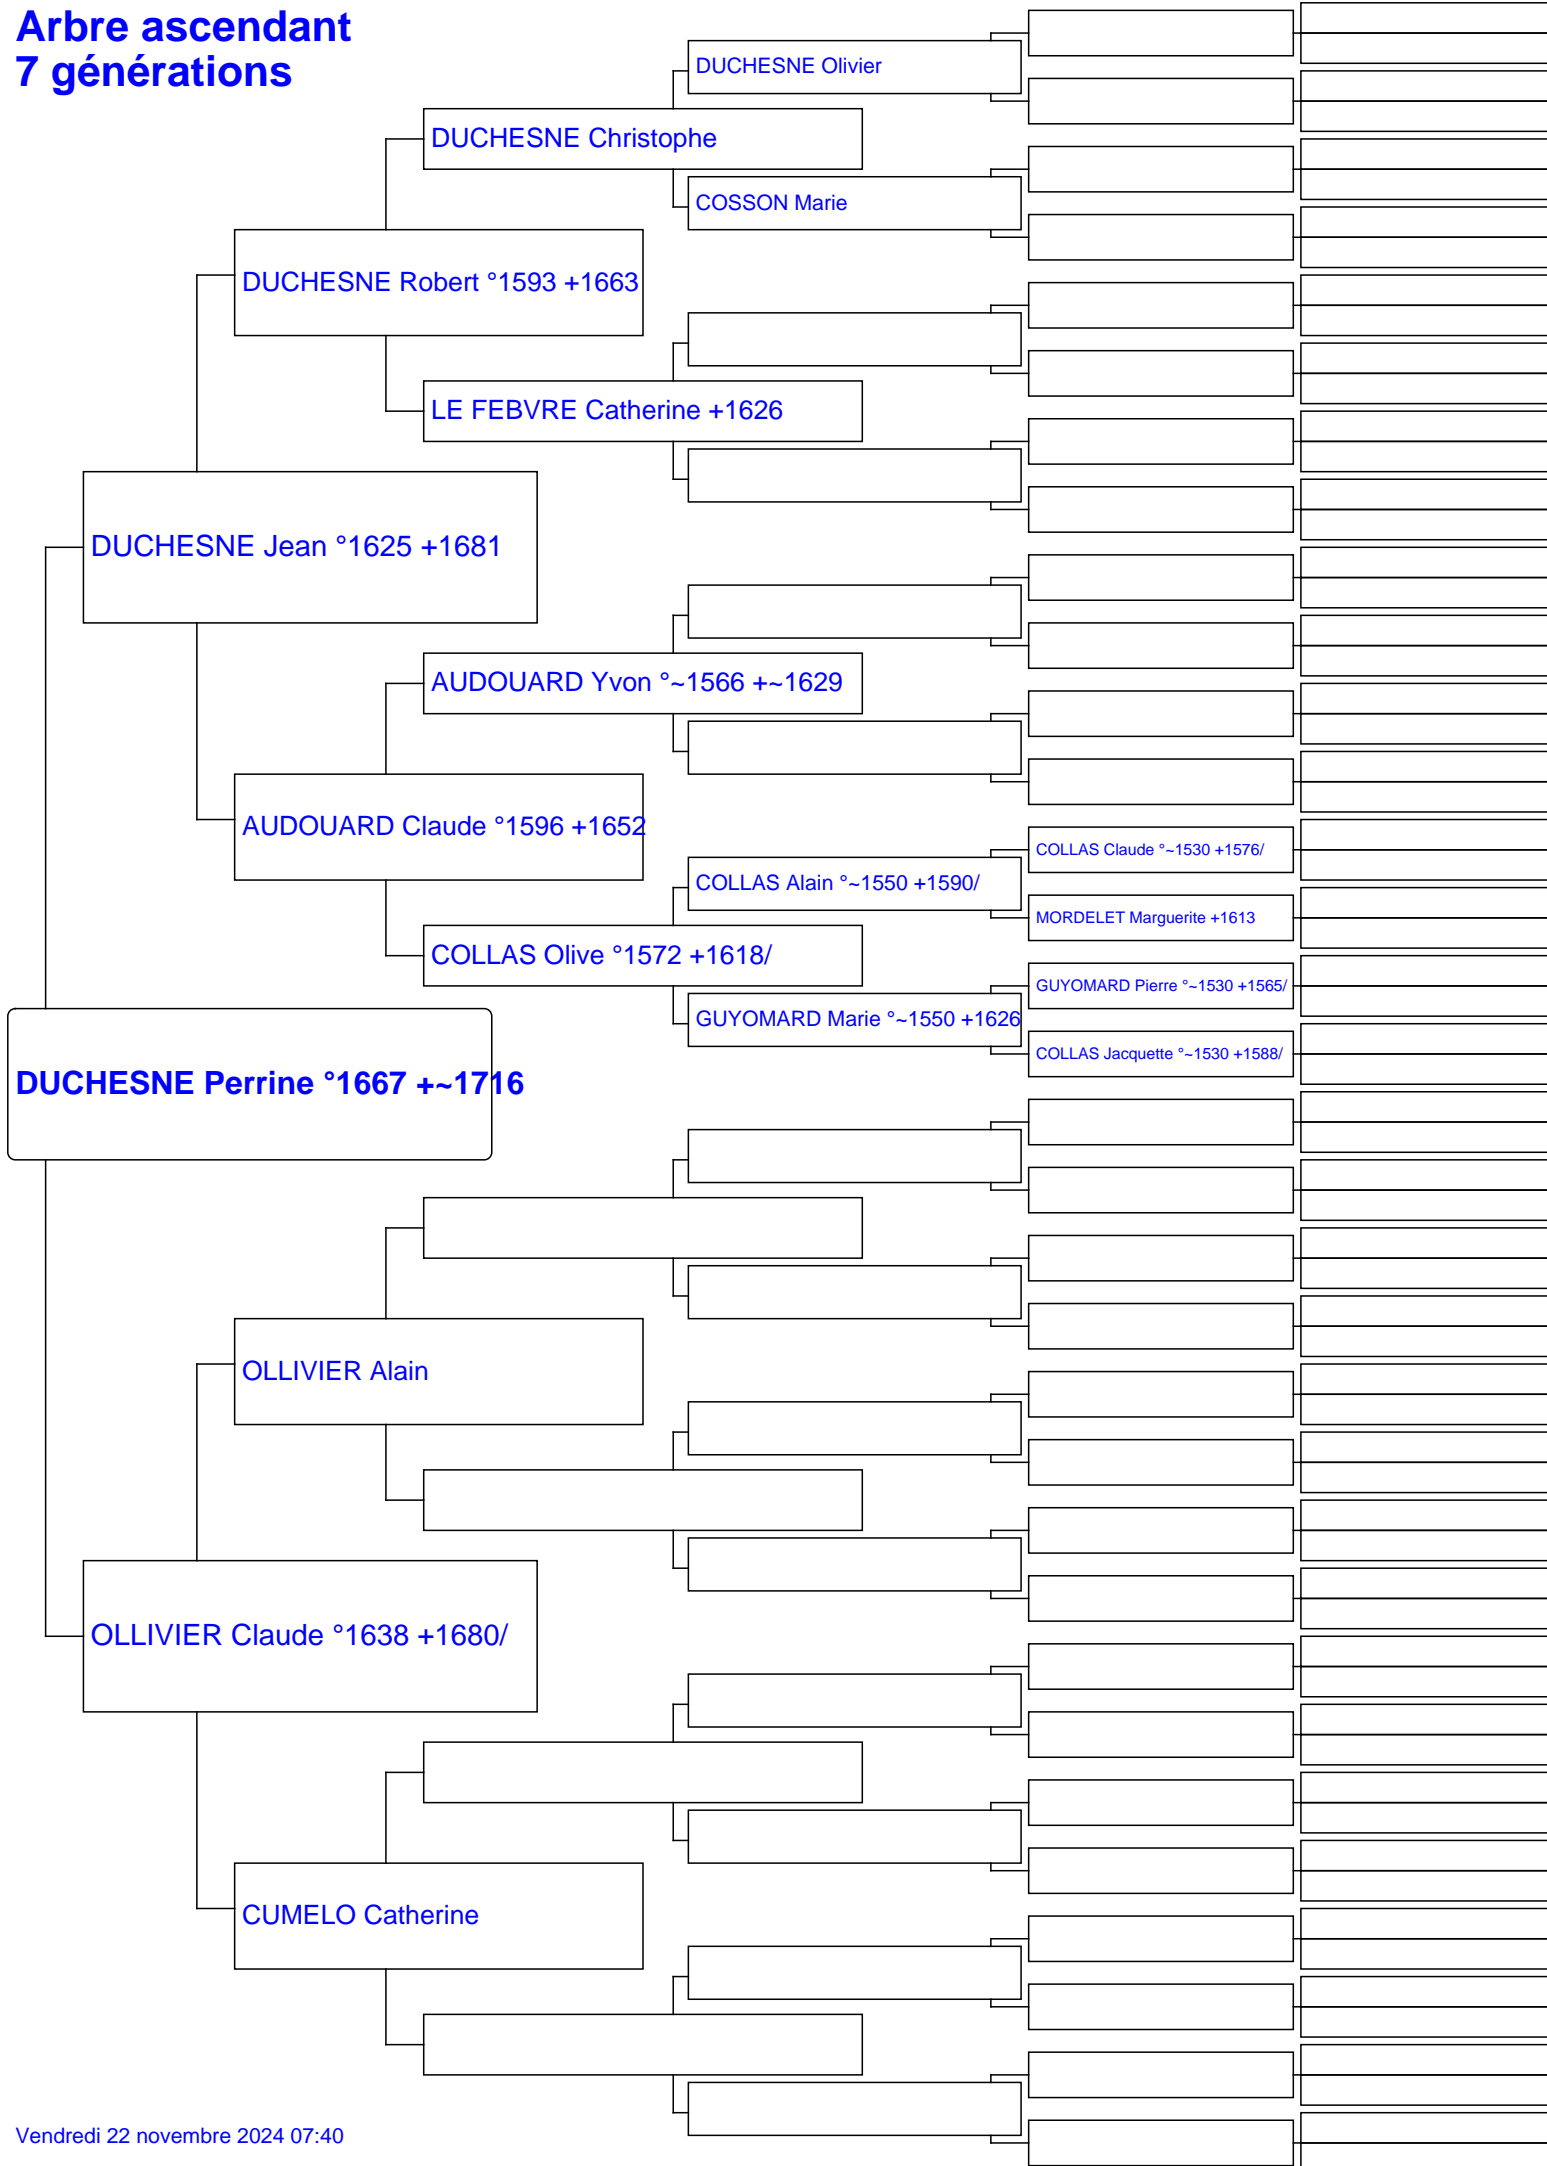 Arbre ascendant
7 générations
DUCHESNE Olivier
DUCHESNE Christophe
COSSON Marie
DUCHESNE Robert °1593 +1663
LE FEBVRE Catherine +1626
DUCHESNE Jean °1625 +1681
AUDOUARD Yvon °~1566 +~1629
AUDOUARD Claude °1596 +1652
COLLAS Claude °~1530 +1576/
COLLAS Alain °~1550 +1590/
MORDELET Marguerite +1613
COLLAS Olive °1572 +1618/
GUYOMARD Pierre °~1530 +1565/
GUYOMARD Marie °~1550 +1626
COLLAS Jacquette °~1530 +1588/
DUCHESNE Perrine °1667 +~1716
OLLIVIER Alain
OLLIVIER Claude °1638 +1680/
CUMELO Catherine
Vendredi 22 novembre 2024 07:40